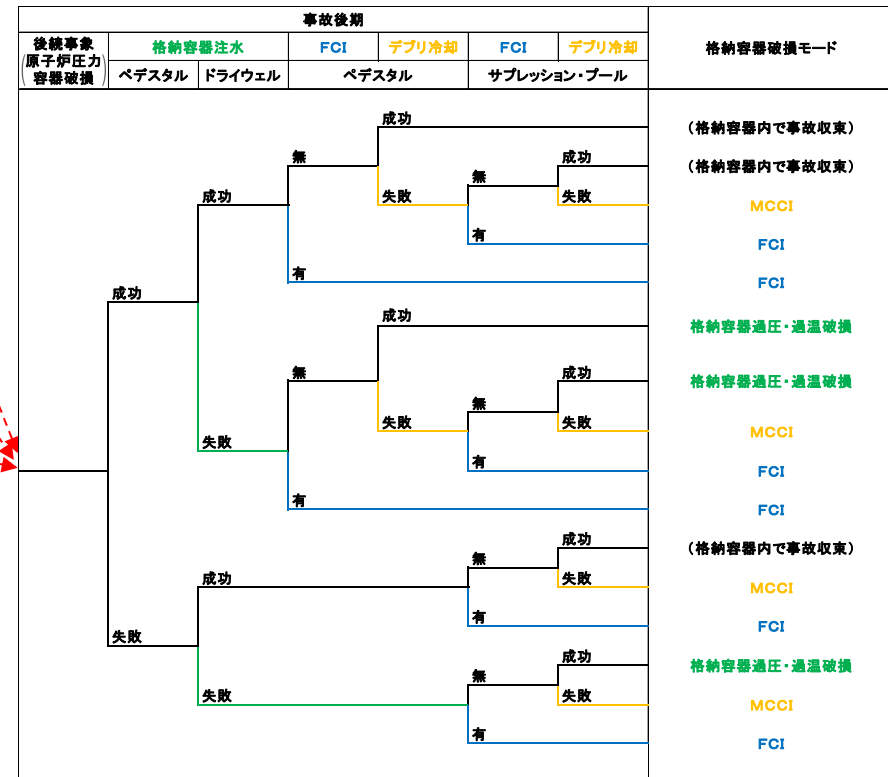 事故後期
後続事象
(原子炉圧力
容器破損)
格納容器注水
FCI
デブリ冷却
FCI
デブリ冷却
格納容器破損モード
ペデスタル
ドライウェル
ペデスタル
サプレッション・プール
成功
(格納容器内で事故収束)
無
成功
(格納容器内で事故収束)
無
成功
失敗
失敗
MCCI
有
FCI
有
FCI
成功
成功
格納容器過圧・過温破損
無
成功
格納容器過圧・過温破損
無
失敗
失敗
MCCI
失敗
有
FCI
有
FCI
成功
(格納容器内で事故収束)
無
成功
失敗
MCCI
有
FCI
失敗
成功
格納容器過圧・過温破損
無
失敗
失敗
MCCI
有
FCI